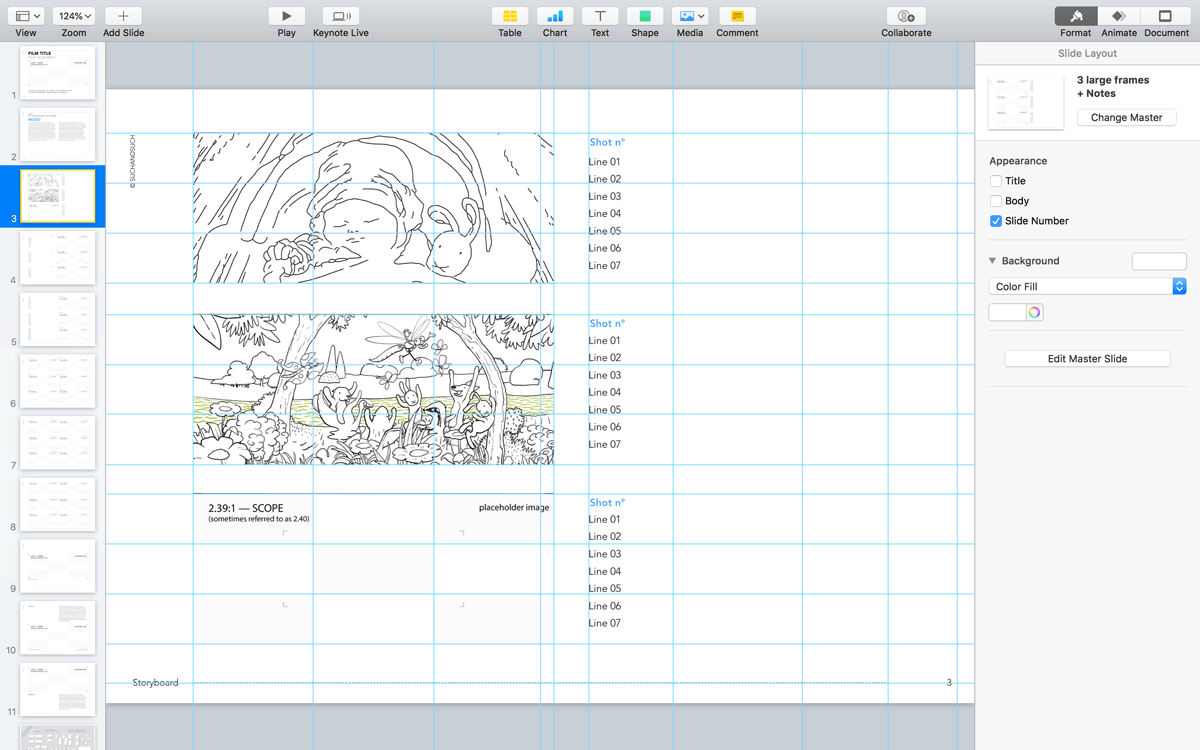 View
124%
Zoom
Add Slide
Play
Keynote Live
Table
Chart
Text
Shape
Media
Comment
Collaborate
Format
Animate
Document
1
FILM TITLE
2
MOOD
3
4
5
6
7
8
9
10
11
© SUCHANDSUCH
Shot n°
Line 01
Line 02
Line 03
Line 04
Line 05
Line 06
Line 07
Shot n°
Line 01
Line 02
Line 03
Line 04
Line 05
Line 06
Line 07
2.39:1 — SCOPE
(sometimes referred to as 2.40)
placeholder image
Shot n°
Line 01
Line 02
Line 03
Line 04
Line 05
Line 06
Line 07
Storyboard
3
Slide Layout
3 large frames
+ Notes
Change Master
Appearance
Title
Body
Slide Number
Background
Color Fill
Edit Master Slide